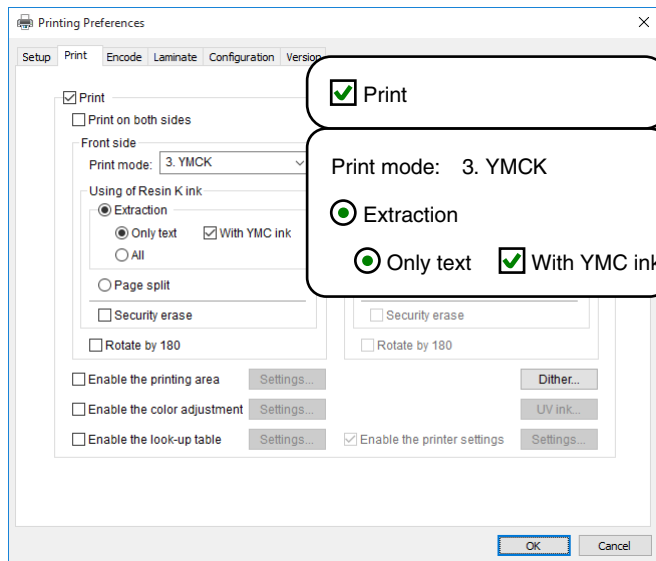 Printing Preferences
Setup Print Encode Laminate Configuration Version
Print
Print on both sides
Front side
Print mode: 3. YMCK
Using of Resin K ink
Extraction
Only text With YMC ink
All
Page split
Security erase
Rotate by 180
Print
Print mode: 3. YMCK
Extraction
Only text With YMC ink
Security erase
Rotate by 180
Enable the printing area Settings... Dither...
Enable the color adjustment Settings... UV ink...
Enable the look-up table Settings... Enable the printer settings Settings...
OK Cancel